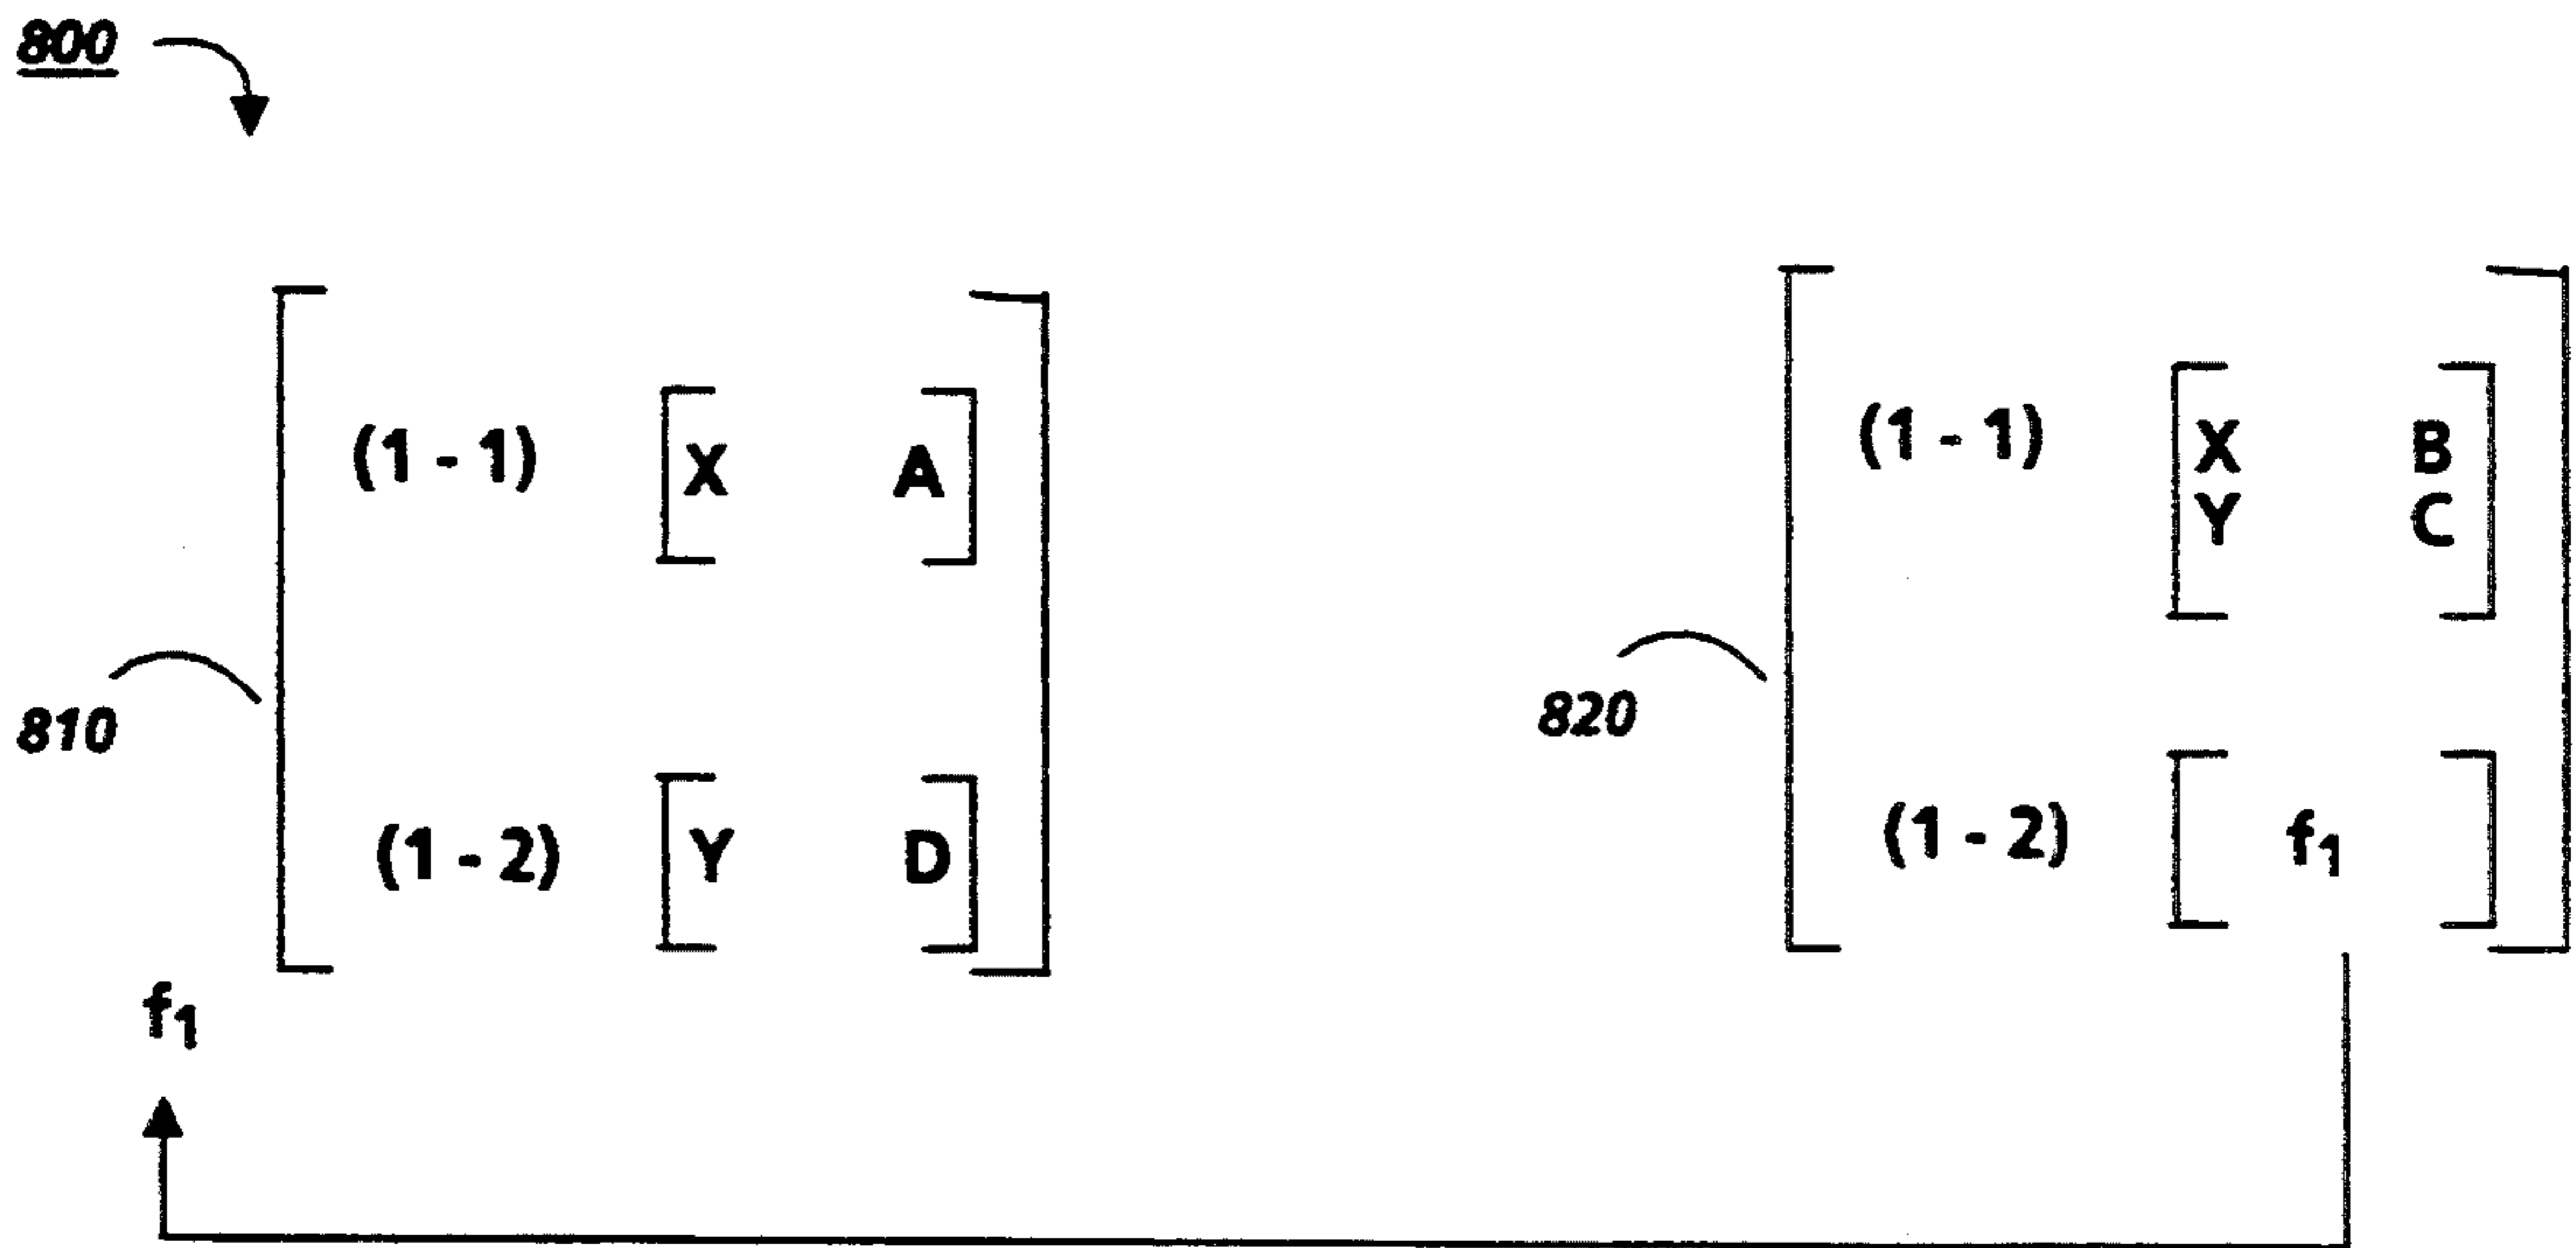 800
(1 - 1) X A
(1 - 2) Y D
810
f₁
(1 - 1) X B
Y C
820
(1 - 2) f₁